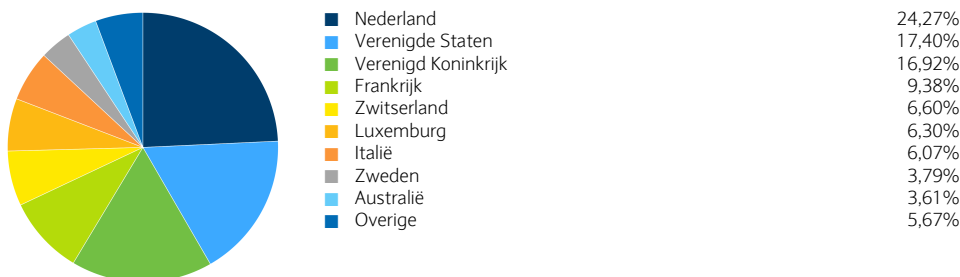 Nederland 24,27%
Verenigde Staten 17,40%
Verenigd Koninkrijk 16,92%
Frankrijk 9,38%
Zwitserland 6,60%
Luxemburg 6,30%
Italië 6,07%
Zweden 3,79%
Australië 3,61%
Overige 5,67%